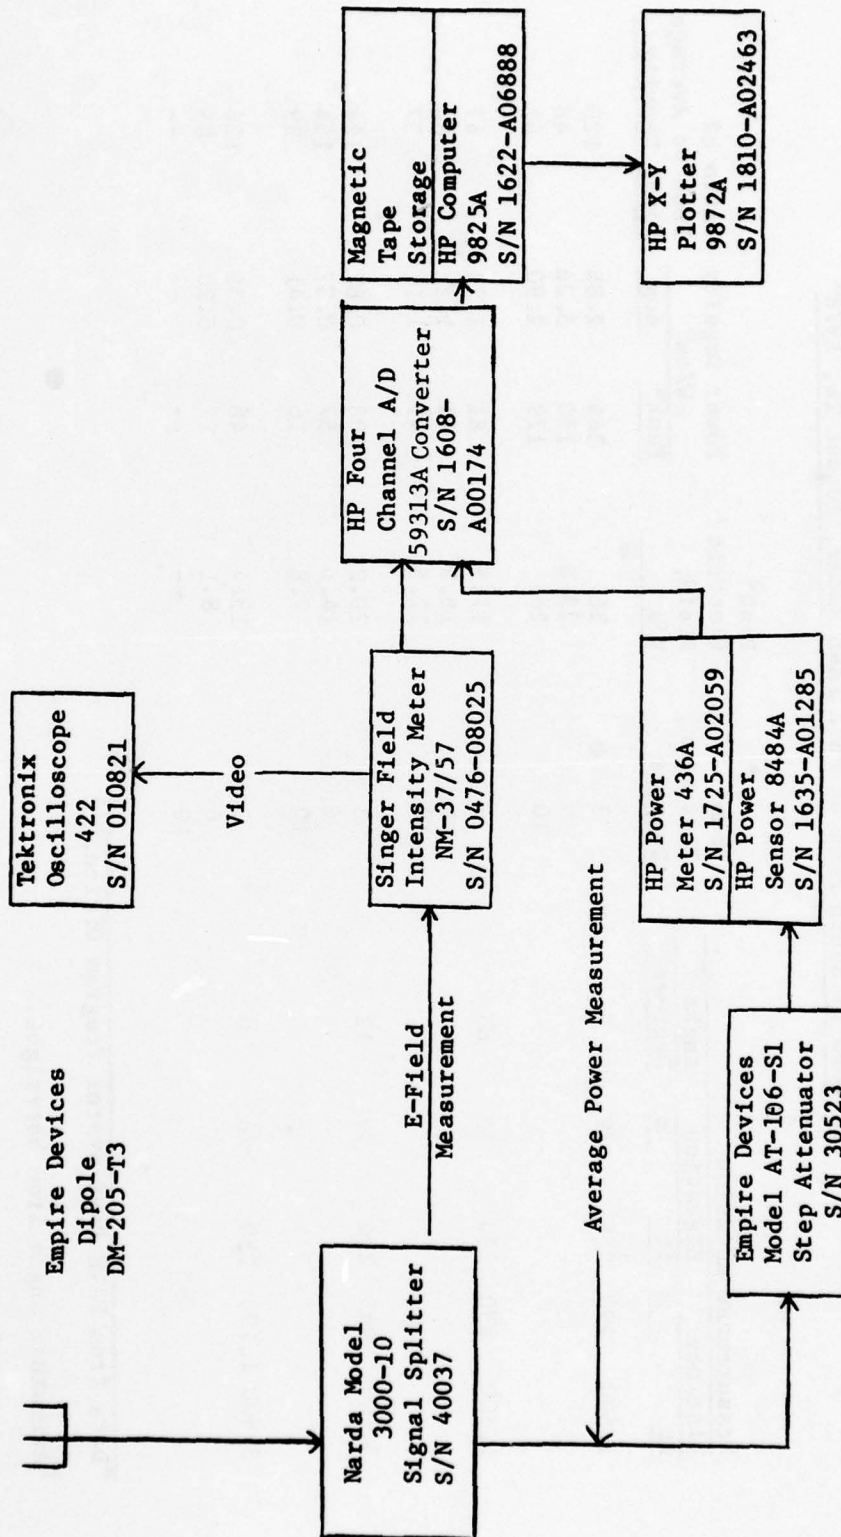 Empire Devices
Dipole
DM-205-T3
Tektronix
Oscilloscope
422
S/N 010821
Video
Narda Model
3000-10
Signal Splitter
S/N 40037
E-Field
Measurement
Singer Field
Intensity Meter
NM-37/57
S/N 0476-08025
HP Four
Channel A/D
59313A Converter
S/N 1608-
A00174
Magnetic
Tape
Storage
HP Computer
9825A
S/N 1622-A06888
Average Power Measurement
Empire Devices
Model AT-106-S1
Step Attenuator
S/N 30523
HP Power
Meter 436A
S/N 1725-A02059
HP Power
Sensor 8484A
S/N 1635-A01285
HP X-Y
Plotter
9872A
S/N 1810-A02463